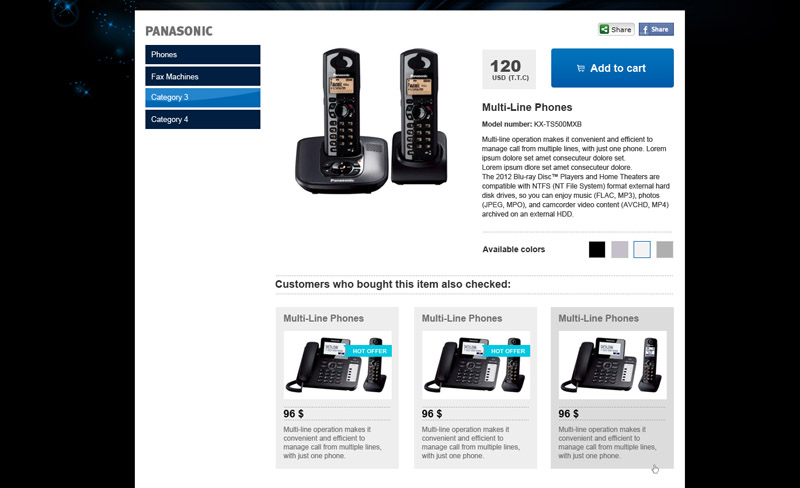 PANASONIC
Phones
Fax Machines
Category 3
Category 4
Share
Share
120
USD (T.T.C)
Add to cart
Multi-Line Phones
Model number: KX-TS500MXB
Multi-line operation makes it convenient and efficient to
manage call from multiple lines, with just one phone. Lorem
ipsum dolore set amet consecuteur dolore set.
Lorem ipsum dlore se amet consecuteur dolore.
The 2012 Blu-ray Disc™ Players and Home Theaters are
compatible with NTFS (NT File System) format external hard
disk drives, so you can enjoy music (FLAC, MP3), photos
(JPEG, MPO), and camcorder video content (AVCHD, MP4)
archived on an external HDD.
Available colors
Panasonic
Panasonic
Panasonic
Customers who bought this item also checked:
Multi-Line Phones
HOT OFFER
96 $
Multi-line operation makes it
convenient and efficient to
manage call from multiple lines,
with just one phone.
Multi-Line Phones
HOT OFFER
96 $
Multi-line operation makes it
convenient and efficient to
manage call from multiple lines,
with just one phone.
Multi-Line Phones
96 $
Multi-line operation makes it
convenient and efficient to
manage call from multiple lines,
with just one phone.